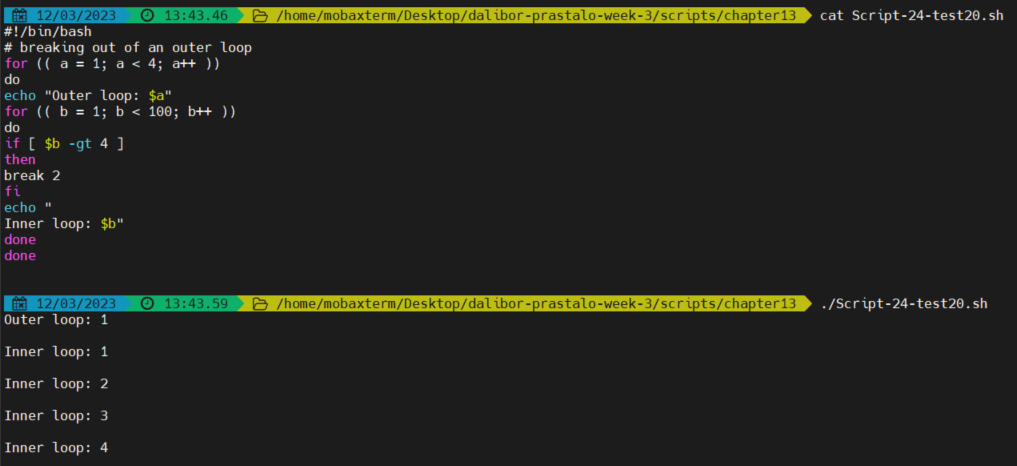 12/03/2023 13:43.46 /home/mobaxterm/Desktop/dalibor-prastalo-week-3/scripts/chapter13 cat Script-24-test20.sh
#!/bin/bash
# breaking out of an outer loop
for (( a = 1; a < 4; a++ ))
do
echo "Outer loop: $a"
for (( b = 1; b < 100; b++ ))
do
if [ $b -gt 4 ]
then
break 2
fi
echo "
Inner loop: $b"
done
done
12/03/2023 13:43.59 /home/mobaxterm/Desktop/dalibor-prastalo-week-3/scripts/chapter13 ./Script-24-test20.sh
Outer loop: 1
Inner loop: 1
Inner loop: 2
Inner loop: 3
Inner loop: 4